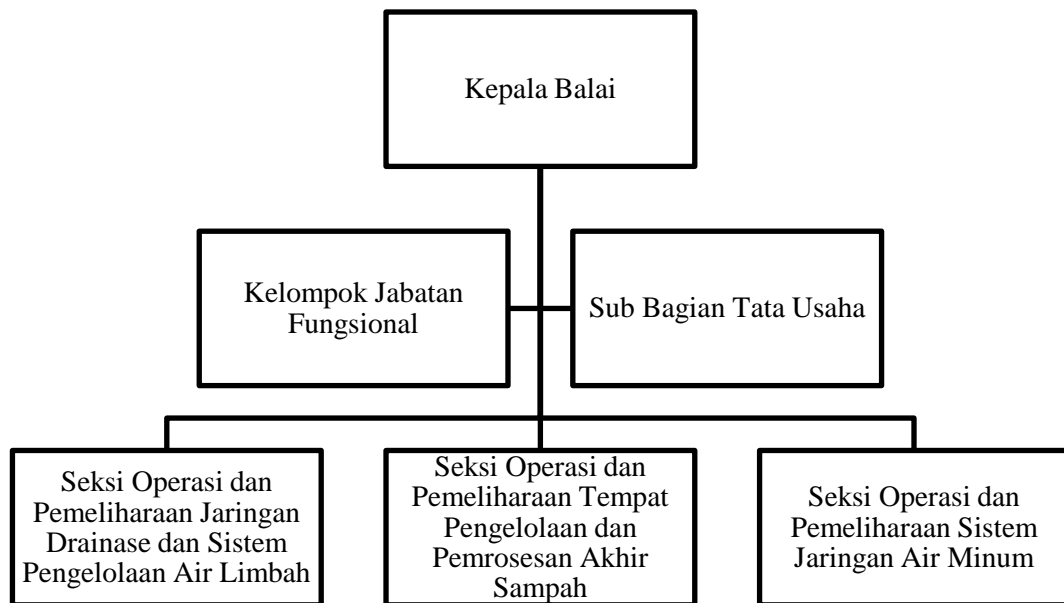 Kepala Balai
Kelompok Jabatan
Fungsional
Sub Bagian Tata Usaha
Seksi Operasi dan
Pemeliharaan Jaringan
Drainase dan Sistem
Pengelolaan Air Limbah
Seksi Operasi dan
Pemeliharaan Tempat
Pengelolaan dan
Pemrosesan Akhir
Sampah
Seksi Operasi dan
Pemeliharaan Sistem
Jaringan Air Minum